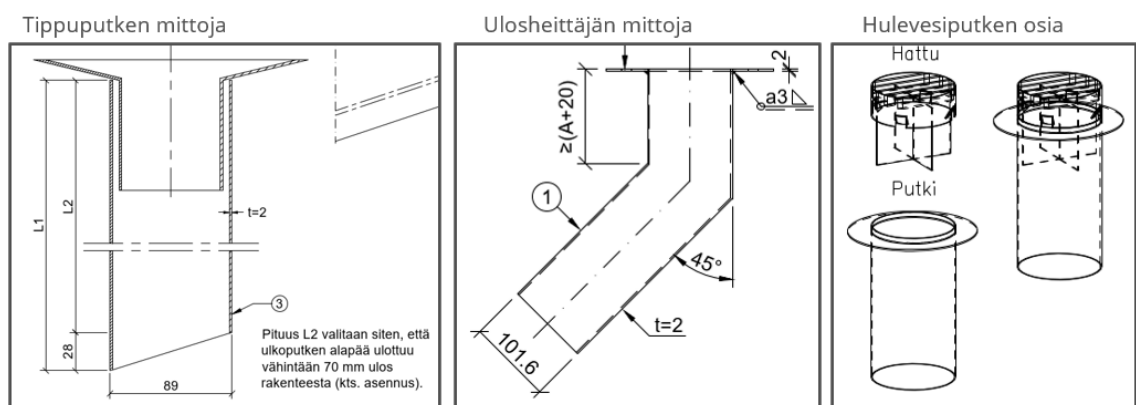 Tippuputken mittoja
L1
L2
28
89
t=2
3
Pituus L2 valitaan siten, että
ulkoputken alapää ulottuu
vähintään 70 mm ulos
rakenteesta (kts. asennus).
Ulosheittäjän mittoja
≥(A+20)
2
a3
1
45°
t=2
101.6
Hulevesiputken osia
Hattu
Putki